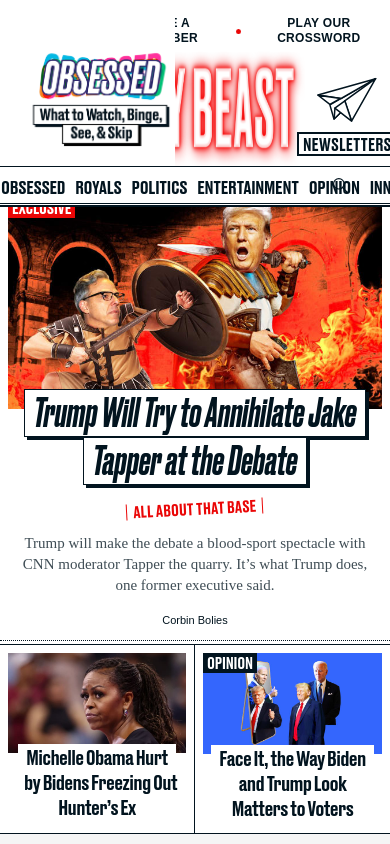 E A
BER
PLAY OUR
CROSSWORD
OBSESSED
What to Watch, Binge,
See, & Skip
Y BEAST
NEWSLETTERS
OBSESSED ROYALS POLITICS ENTERTAINMENT OPINION INN
EXCLUSIVE
Trump Will Try to Annihilate Jake
Tapper at the Debate
ALL ABOUT THAT BASE
Trump will make the debate a blood-sport spectacle with
CNN moderator Tapper the quarry. It’s what Trump does,
one former executive said.
Corbin Bolies
Michelle Obama Hurt
by Bidens Freezing Out
Hunter’s Ex
OPINION
Face It, the Way Biden
and Trump Look
Matters to Voters